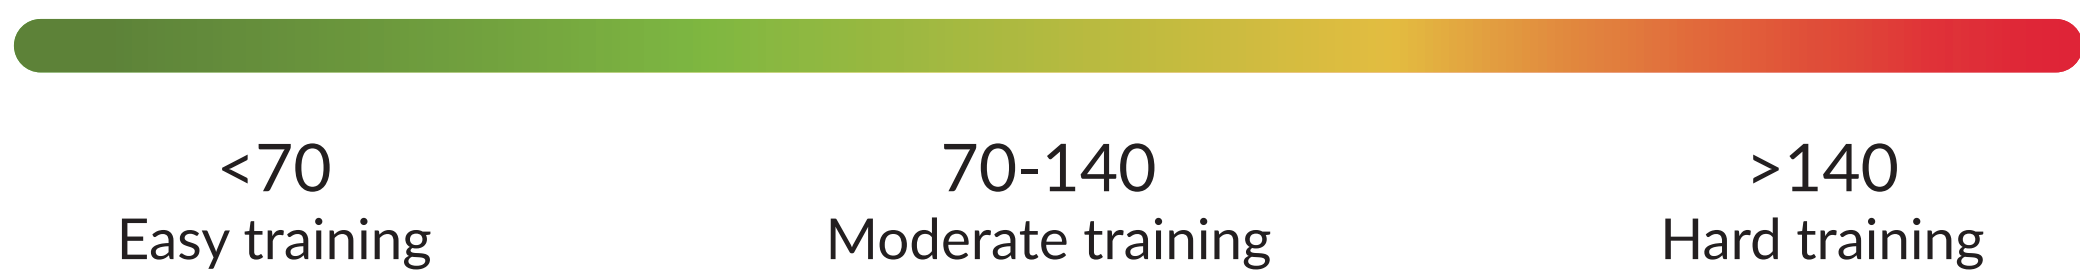 <70 70-140 >140
Easy training Moderate training Hard training